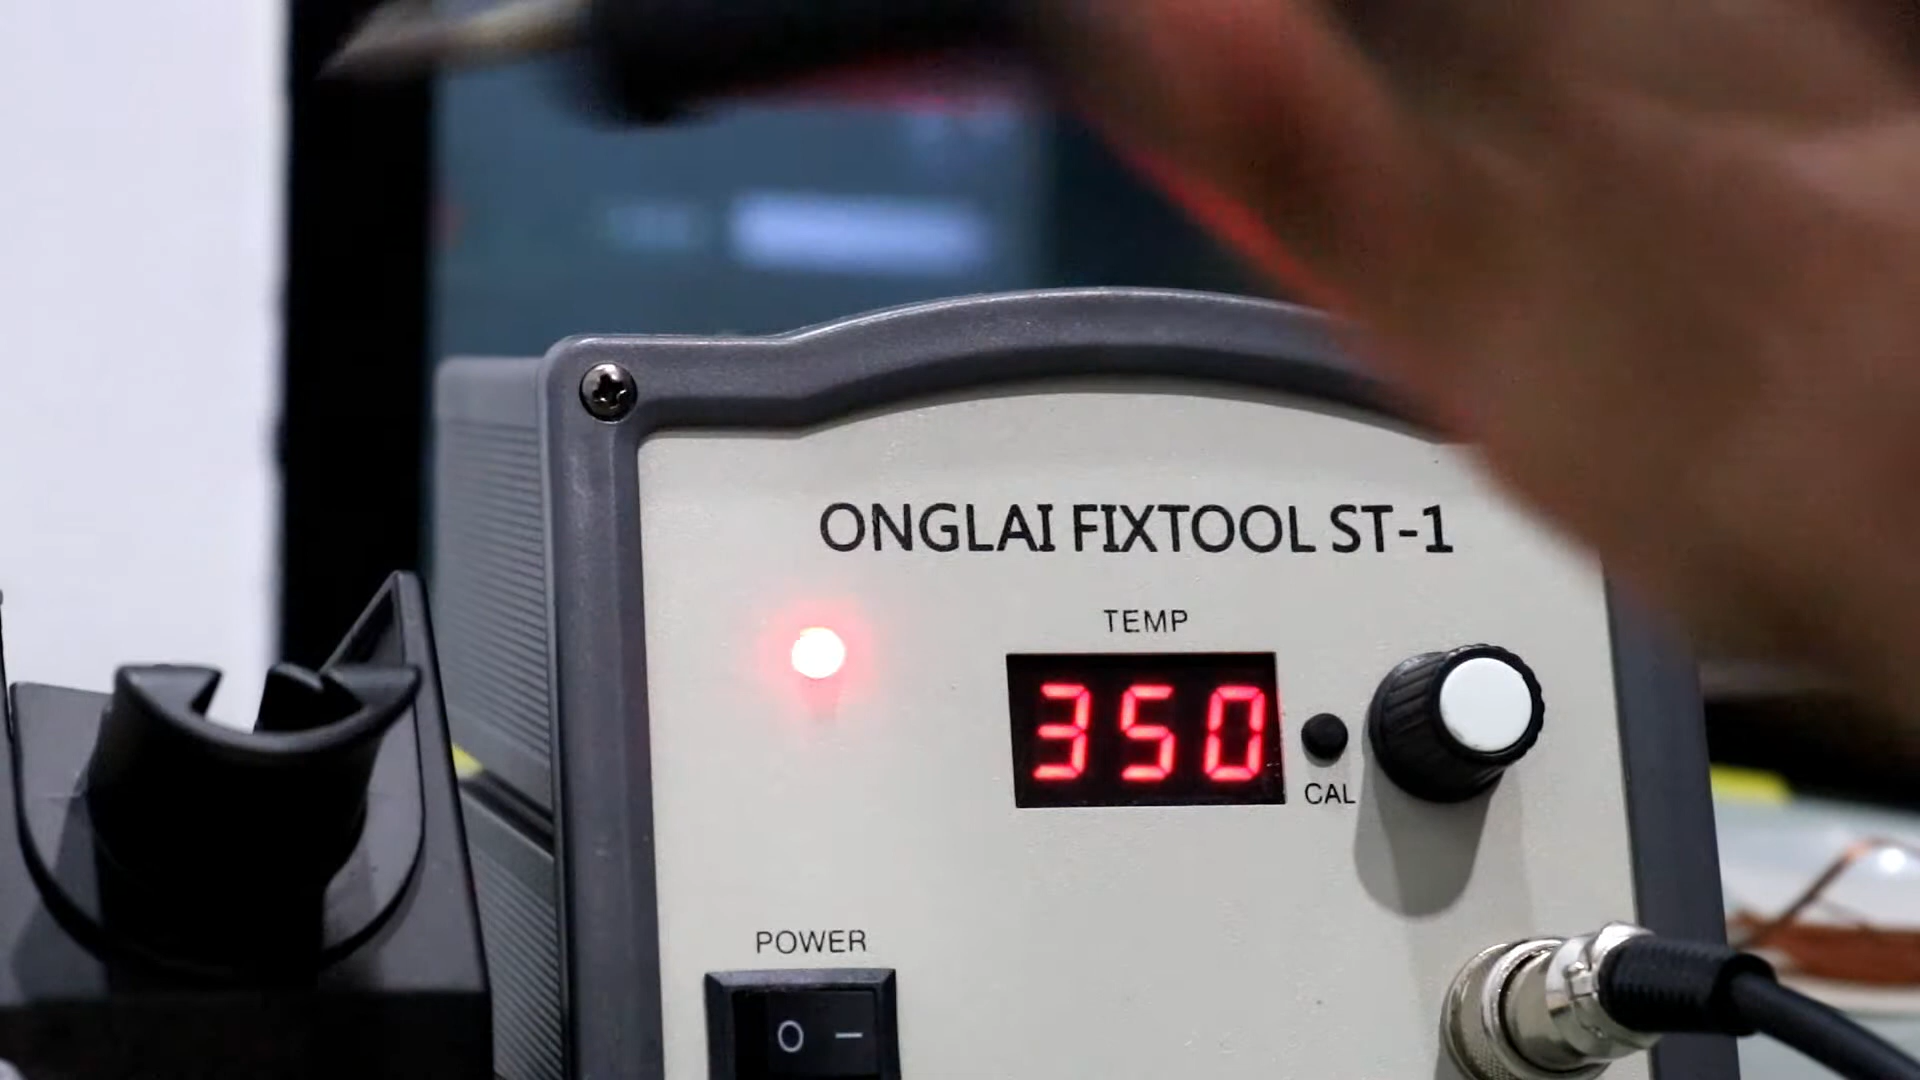 ONGLAI FIXTOOL ST-1
TEMP
350
CAL
POWER
O –